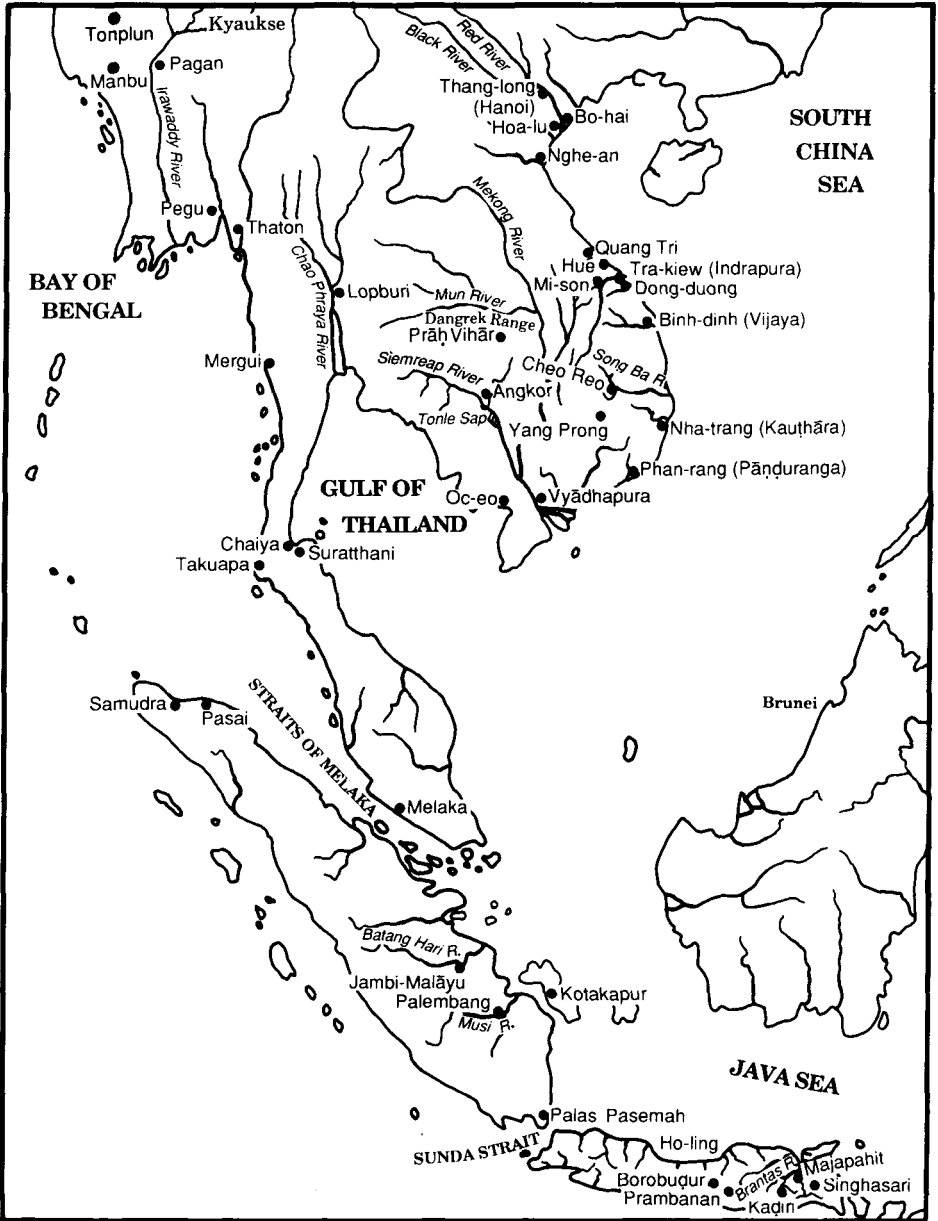 Tonplun
Kyaukse
Manbu
Pagan
Irawaddy River
Pegu
Thaton
Black River
Red River
Thang-long
(Hanoi)
Hoa-lu
Bo-hai
Nghe-an
SOUTH
CHINA
SEA
Mekong River
Chao Phraya River
Quang Tri
Hue
Tra-kiew (Indrapura)
Mi-son
Dong-duong
BAY OF
BENGAL
Lopburi
Mun River
Dangrek Range
Prāḥ Vihār
Binh-dinh (Vijaya)
Mergui
Siemreap River
Cheo Reo
Song Ba R.
Angkor
Tonle Sap
Yang Prong
Nha-trang (Kauṭhāra)
Phan-rang (Pāṇḍuranga)
GULF OF
THAILAND
Oc-eo
Vyādhapura
Chaiya
Suratthani
Takuapa
Samudra
Pasai
STRAITS OF MELAKA
Brunei
Melaka
Batang Hari R.
Jambi-Malāyu
Palembang
Musi R.
Kotakapur
JAVA SEA
Palas Pasemah
SUNDA STRAIT
Ho-ling
Borobuḍur
Prambanan
Brantas R.
Majapahit
Singhasari
Kaḍiri